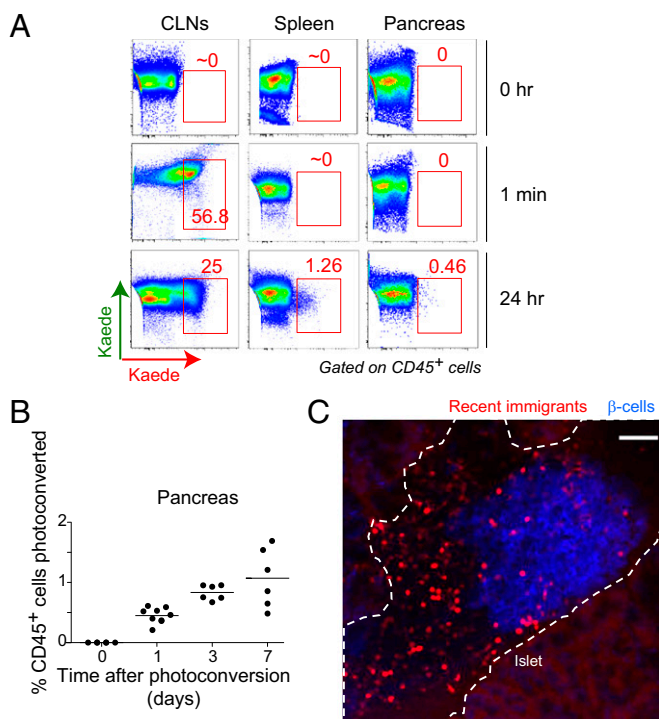 A
CLNs Spleen Pancreas
~0 ~0 0
0 hr
~0 0
56.8
1 min
25 1.26 0.46
24 hr
Kaede
Kaede
Gated on CD45+ cells
B
Pancreas
% CD45+ cells photoconverted
2
1
0
0 1 3 7
Time after photoconversion
(days)
C
Recent immigrants β-cells
Islet